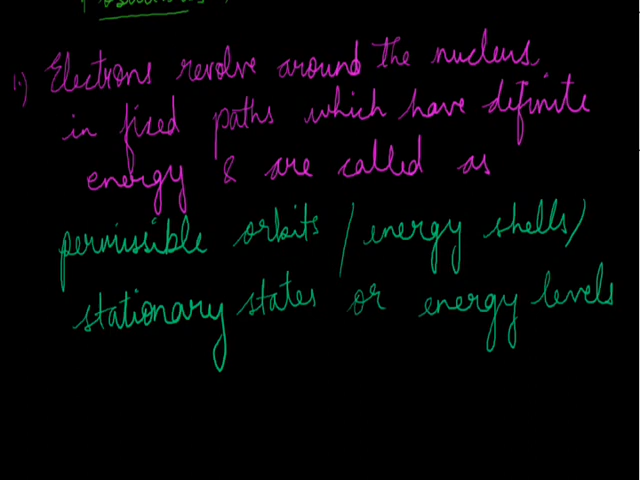 1.) Electrons revolve around the nucleus
in fixed paths which have definite
energy & are called as
permissible orbits / energy shells/
stationary states or energy levels